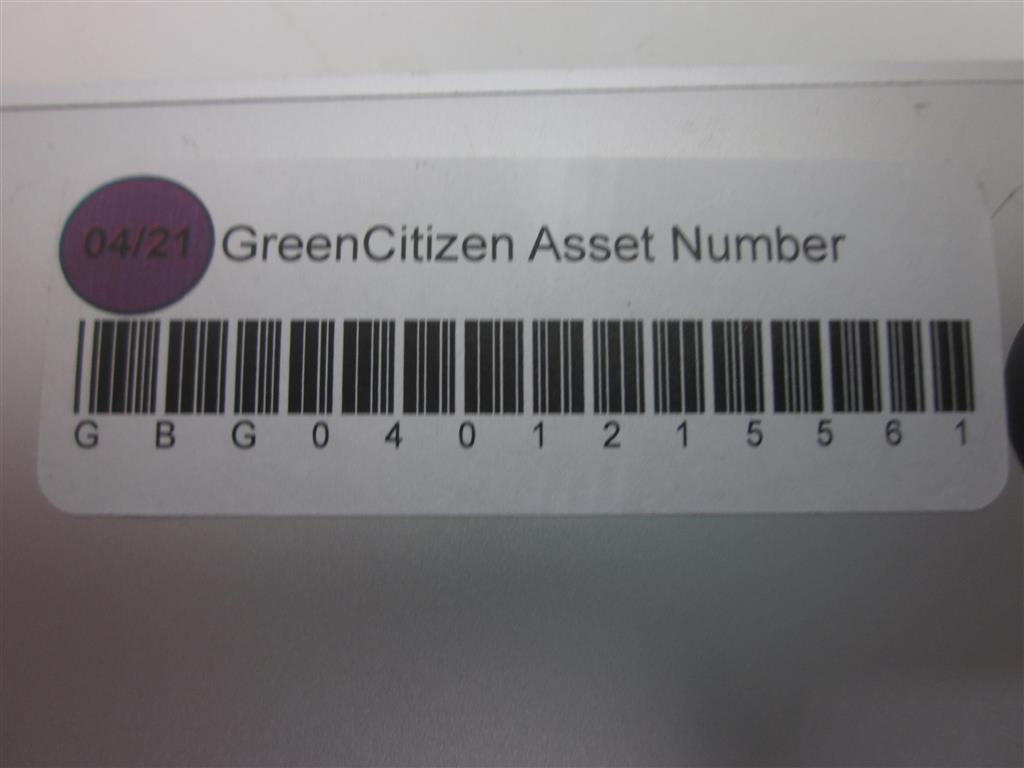 04/21 GreenCitizen Asset Number
G B G 0 4 0 1 2 1 5 5 6 1